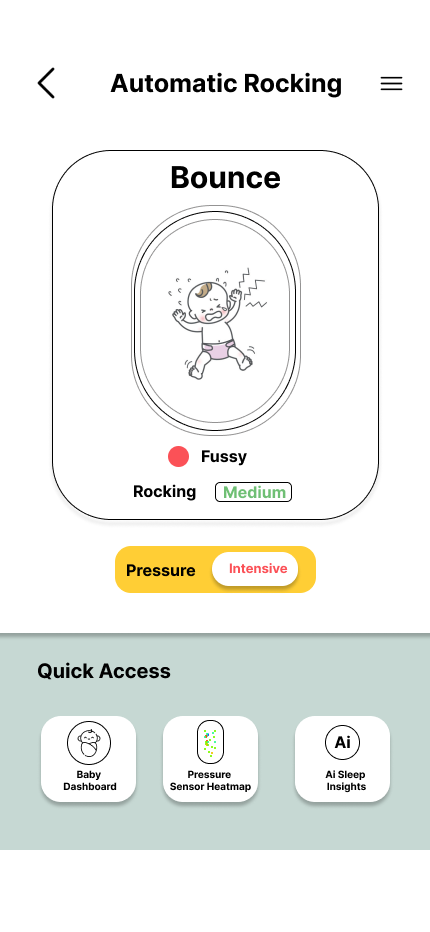 Automatic Rocking
Bounce
Fussy
Rocking Medium
Pressure Intensive
Quick Access
Baby
Dashboard
Pressure
Sensor Heatmap
Ai
Ai Sleep
Insights